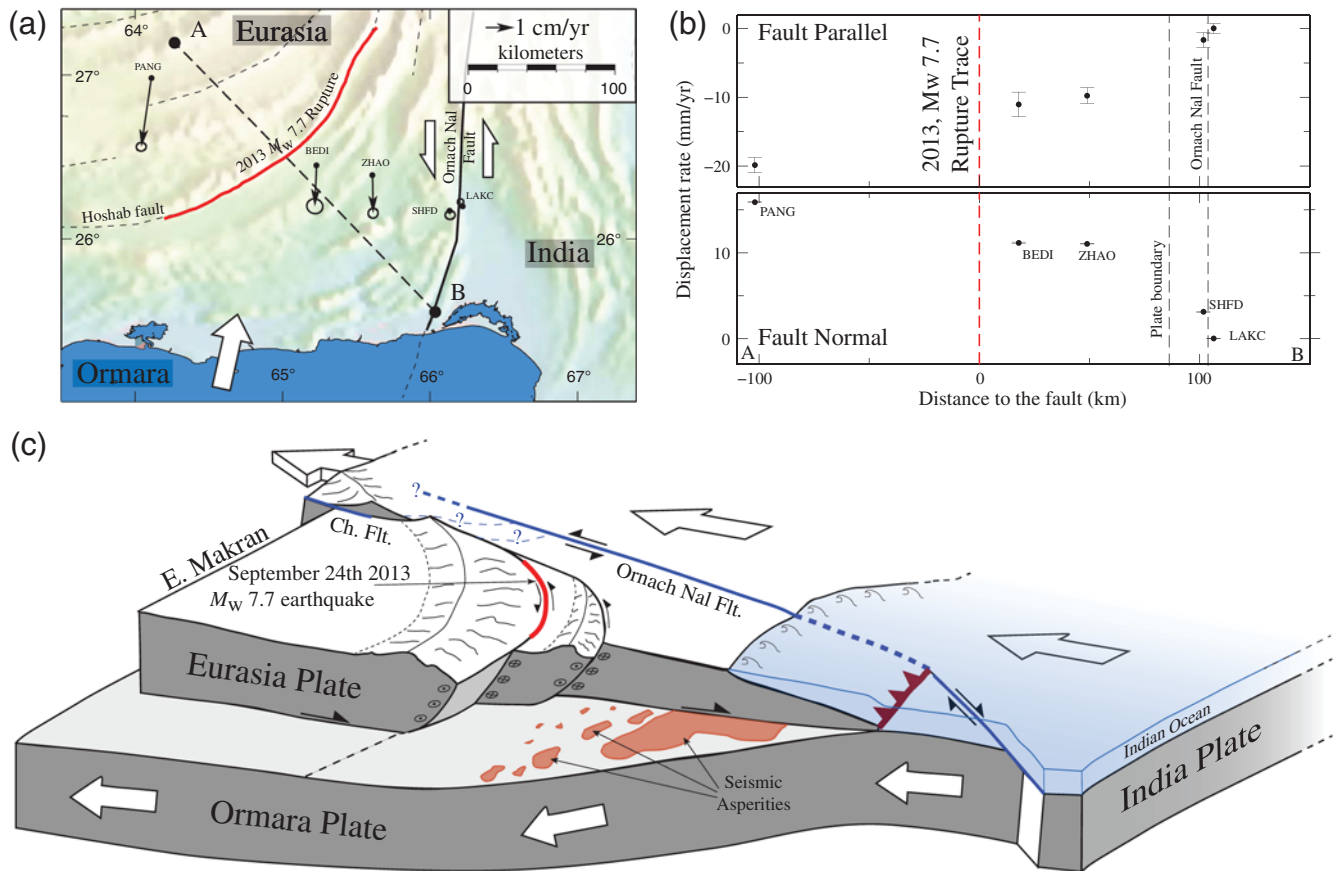 (a)
64°
A
Eurasia
1 cm/yr
kilometers
0
100
27°
PANG
2013 Mw 7.7 Rupture
BEDI
ZHAO
Ornach Nal
Fault
SHFD
LAKC
Hoshab fault
26°
India
26°
B
Ormara
65°
66°
67°
(b)
Fault Parallel
2013, Mw 7.7
Rupture Trace
Ornach Nal Fault
0
−10
−20
Displacement rate (mm/yr)
PANG
BEDI
ZHAO
SHFD
LAKC
Plate boundary
10
0
Fault Normal
A
B
−100
0
100
Distance to the fault (km)
(c)
?
?
?
Ch. Flt.
E. Makran
September 24th 2013
Mw 7.7 earthquake
Ornach Nal Flt.
Eurasia Plate
Indian Ocean
India Plate
Seismic
Asperities
Ormara Plate